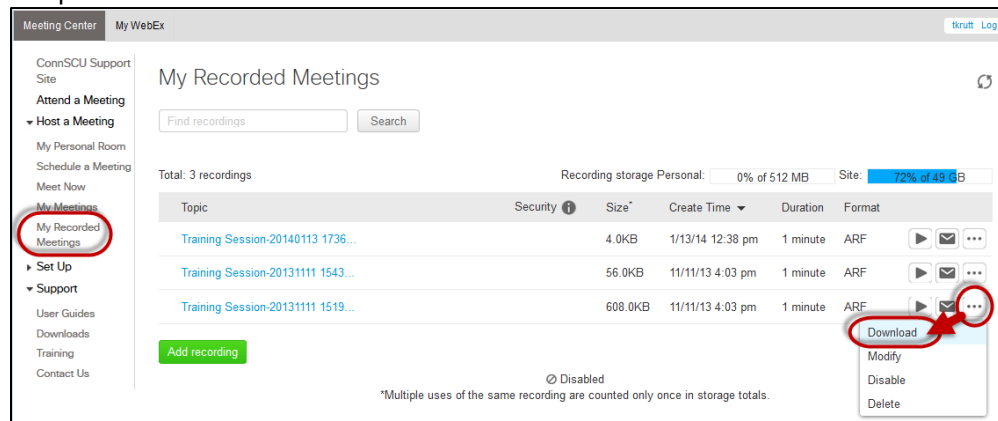 Meeting Center My WebEx
tkrutt Log
ConnSCU Support
Site
Attend a Meeting
Host a Meeting
My Personal Room
Schedule a Meeting
Meet Now
My Meetings
My Recorded
Meetings
Set Up
Support
User Guides
Downloads
Training
Contact Us
My Recorded Meetings
Find recordings Search
Total: 3 recordings Recording storage Personal: 0% of 512 MB Site: 72% of 49 GB
Topic Security Size* Create Time Duration Format
Training Session-20140113 1736... 4.0KB 1/13/14 12:38 pm 1 minute ARF
Training Session-20131111 1543... 56.0KB 11/11/13 4:03 pm 1 minute ARF
Training Session-20131111 1519... 608.0KB 11/11/13 4:03 pm 1 minute ARF
Download
Modify
Disable
Delete
Add recording
Disabled
*Multiple uses of the same recording are counted only once in storage totals.